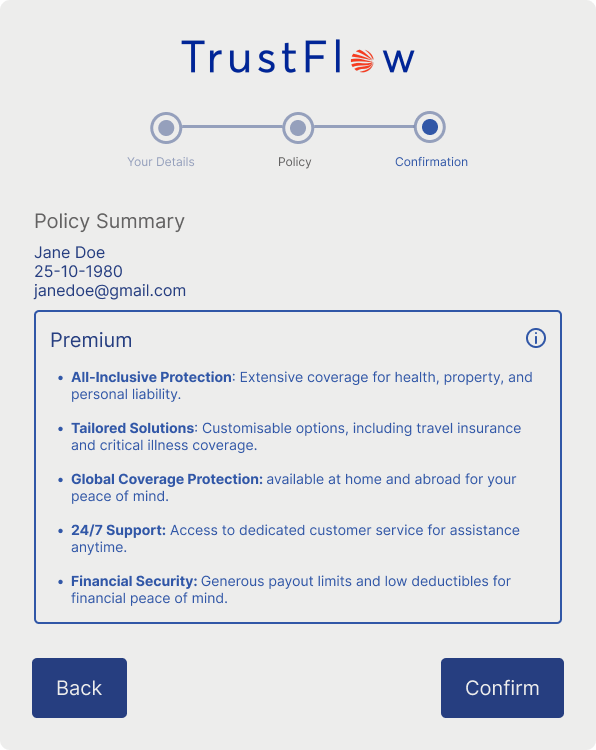 TrustFlow
Your Details
Policy
Confirmation
Policy Summary
Jane Doe
25-10-1980
janedoe@gmail.com
Premium
• All-Inclusive Protection: Extensive coverage for health, property, and
personal liability.
• Tailored Solutions: Customisable options, including travel insurance
and critical illness coverage.
• Global Coverage Protection: available at home and abroad for your
peace of mind.
• 24/7 Support: Access to dedicated customer service for assistance
anytime.
• Financial Security: Generous payout limits and low deductibles for
financial peace of mind.
Back
Confirm